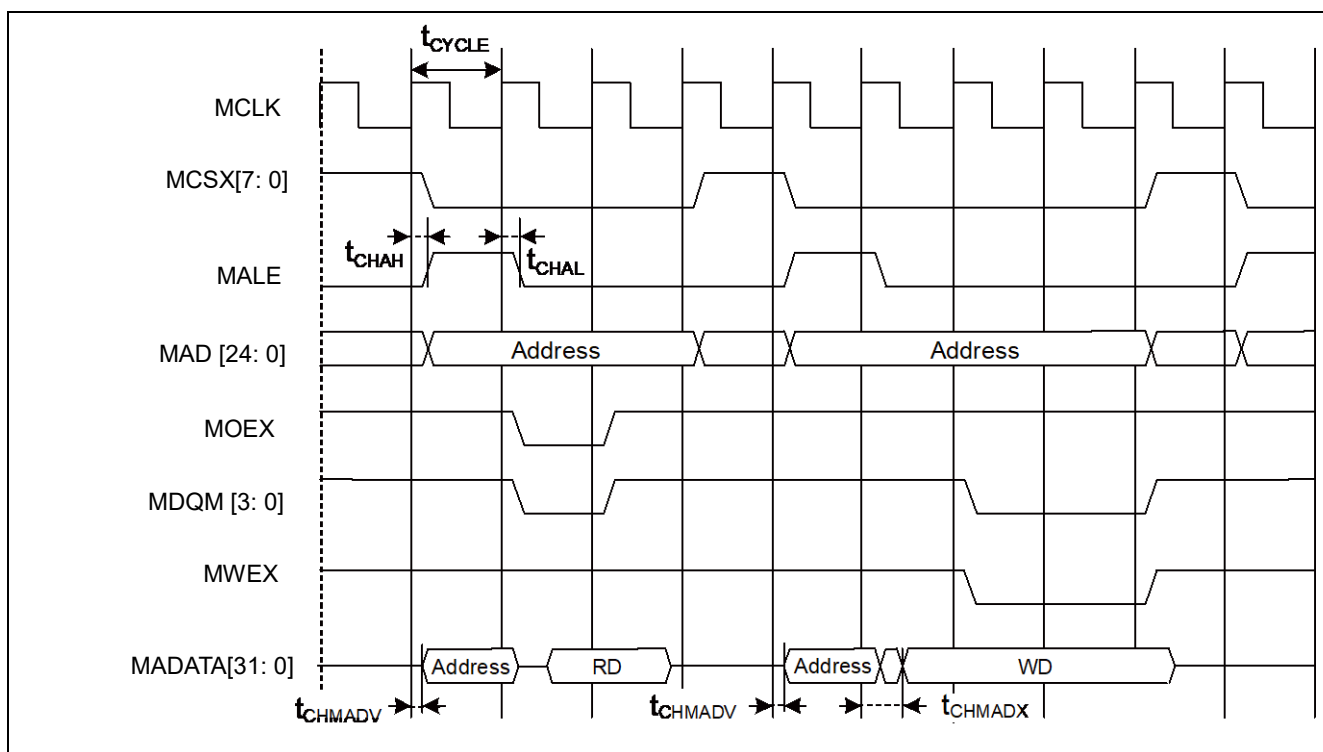 tCYCLE
MCLK
MCSX[7: 0]
tCHAH
tCHAL
MALE
MAD [24: 0]
Address
Address
MOEX
MDQM [3: 0]
MWEX
MADATA[31: 0]
Address
RD
Address
WD
tCHMADV
tCHMADV
tCHMADX